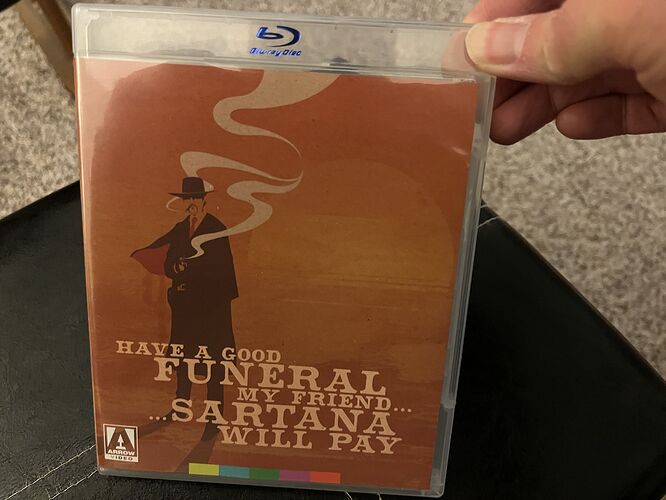 Blu-ray Disc
HAVE A GOOD
FUNERAL
MY FRIEND...
...SARTANA
WILL PAY
A
ARROW
VIDEO